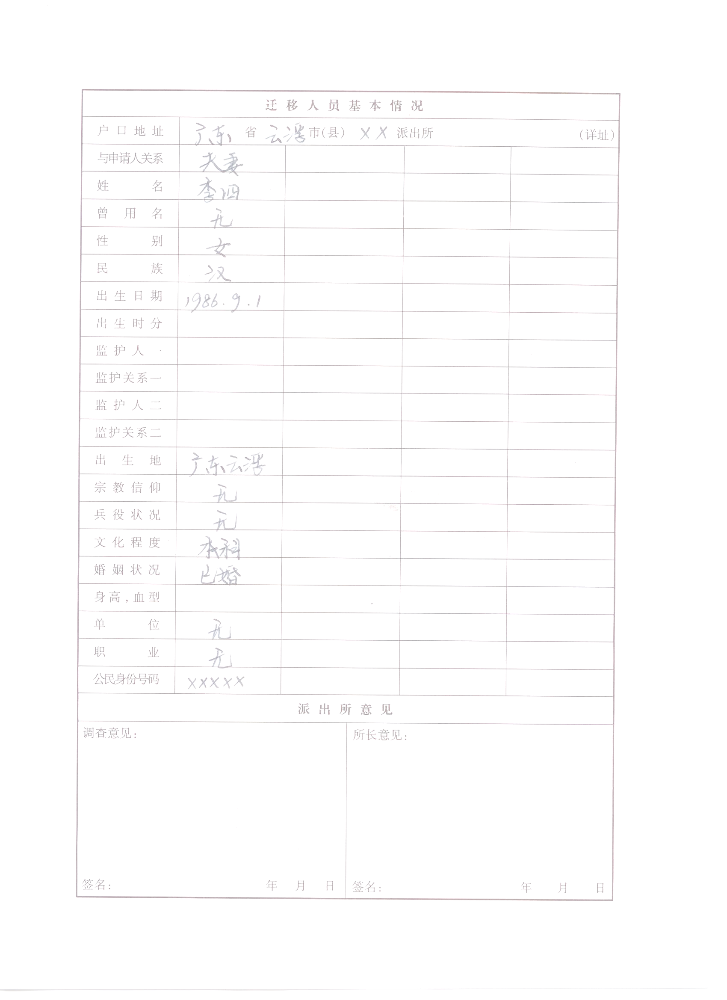 迁移人员基本情况
户口地址 广东 省 云浮 市(县) XX 派出所 (详址)
与申请人关系 夫妻
姓名 李四
曾用名 无
性别 女
民族 汉
出生日期 1986.9.1
出生时分
监护人一
监护关系一
监护人二
监护关系二
出生地 广东云浮
宗教信仰 无
兵役状况 无
文化程度 本科
婚姻状况 已婚
身高,血型
单位 无
职业 无
公民身份号码 XXXXX
派出所意见
调查意见: 所长意见:
签名: 年 月 日 签名: 年 月 日